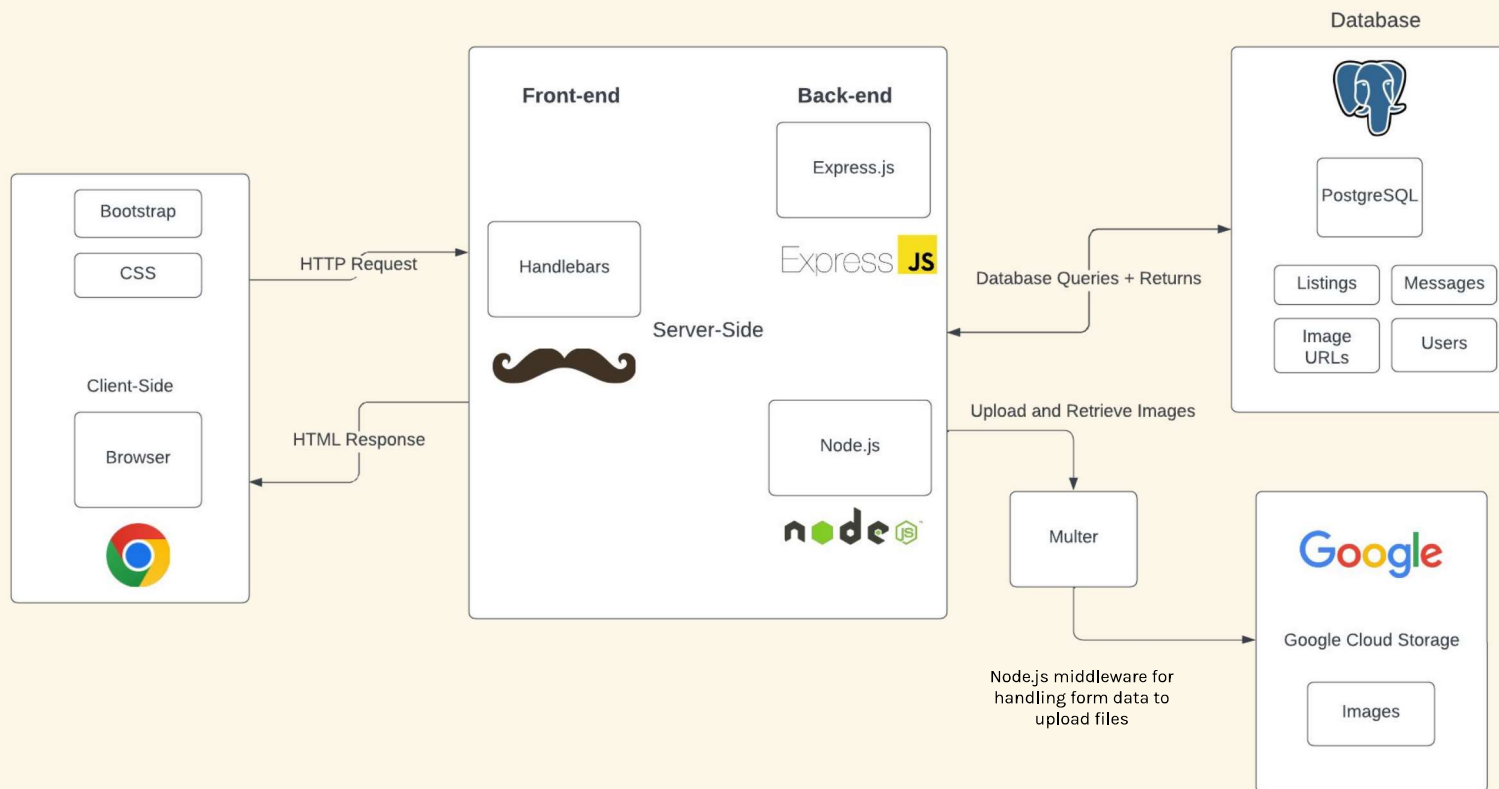 Database
Front-end
Back-end
Express.js
Express JS
Handlebars
Server-Side
Node.js
node JS
Bootstrap
CSS
Client-Side
Browser
HTTP Request
HTML Response
Database Queries + Returns
PostgreSQL
Listings
Messages
Image
URLs
Users
Upload and Retrieve Images
Multer
Node.js middleware for
handling form data to
upload files
Google
Google Cloud Storage
Images